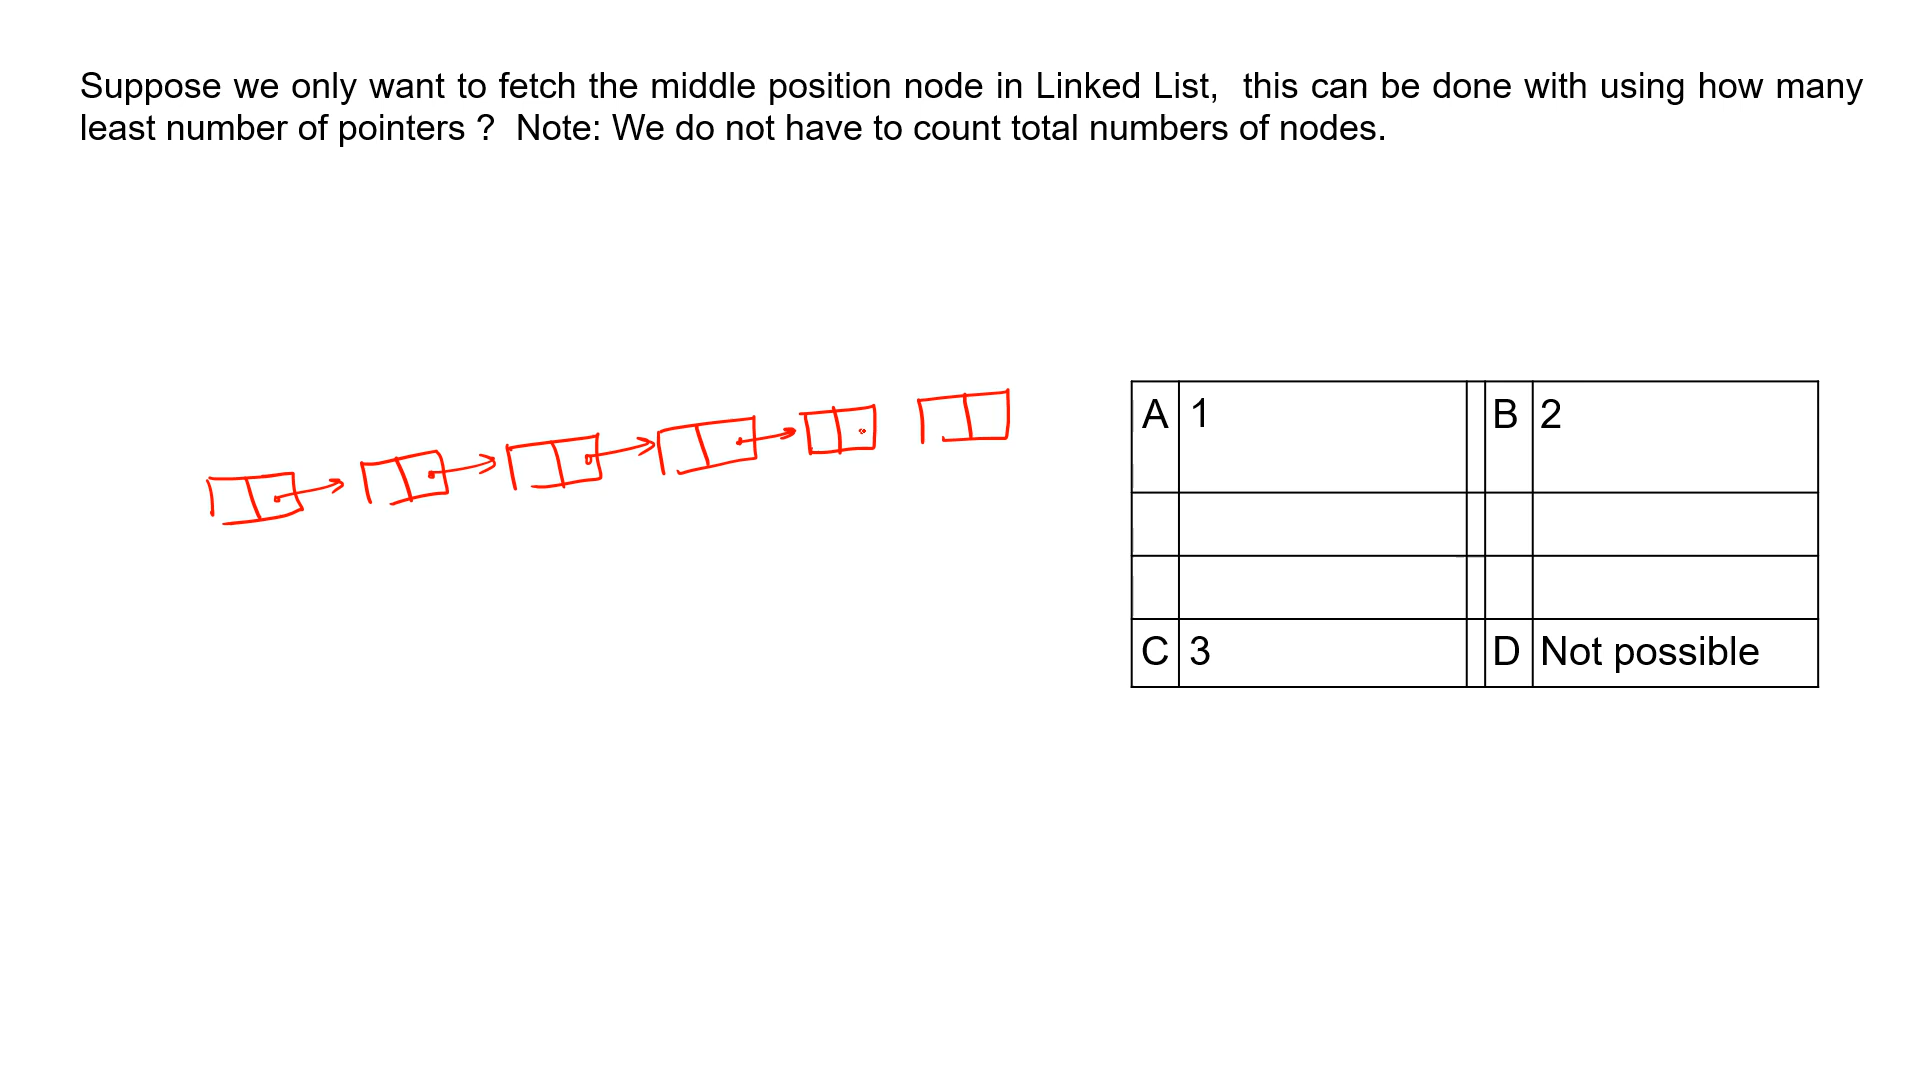 Suppose we only want to fetch the middle position node in Linked List, this can be done with using how many
least number of pointers ? Note: We do not have to count total numbers of nodes.
A 1 B 2
C 3 D Not possible